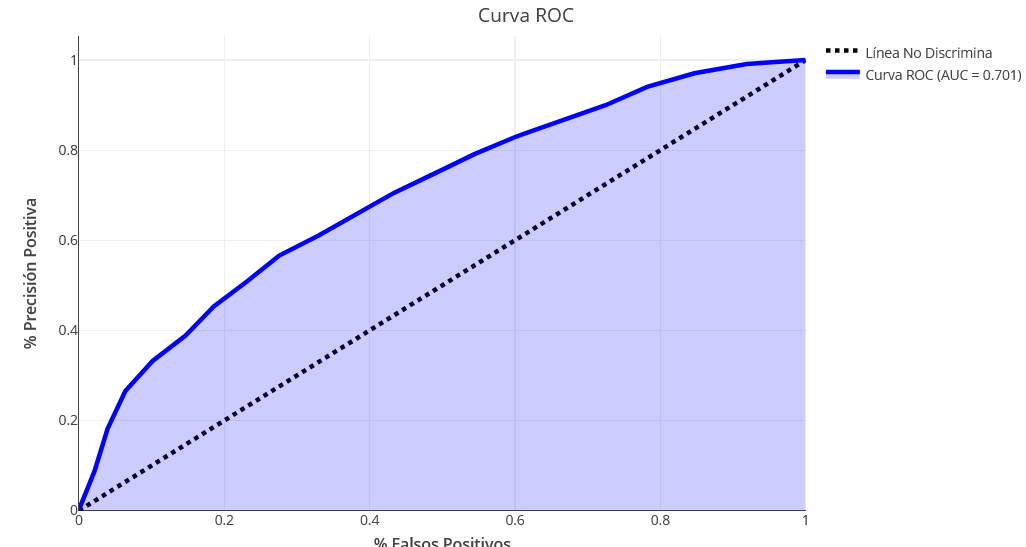 Curva ROC
Línea No Discrimina
Curva ROC (AUC = 0.701)
% Precisión Positiva
1
0.8
0.6
0.4
0.2
0
0 0.2 0.4 0.6 0.8 1
% Falsos Positivos